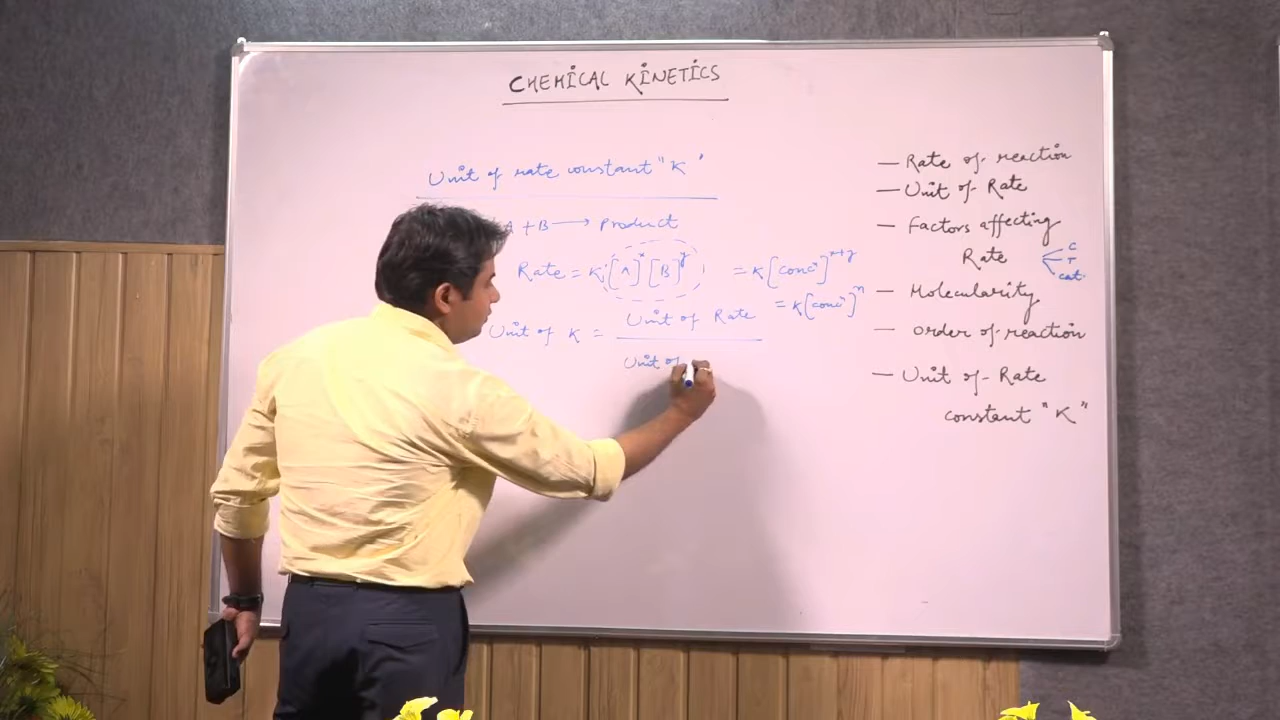 CHEMICAL KINETICS
Unit of rate constant "K"
A + B ⟶ Product
Rate = K [A]^x [B]^y = K [conc^n]^x+y
= K [conc^n]^n
Unit of K = Unit of Rate
Unit of
— Rate of reaction
— Unit of Rate
— Factors affecting
Rate
C
T
cat.
— Molecularity
— Order of reaction
— Unit of Rate
constant "K"